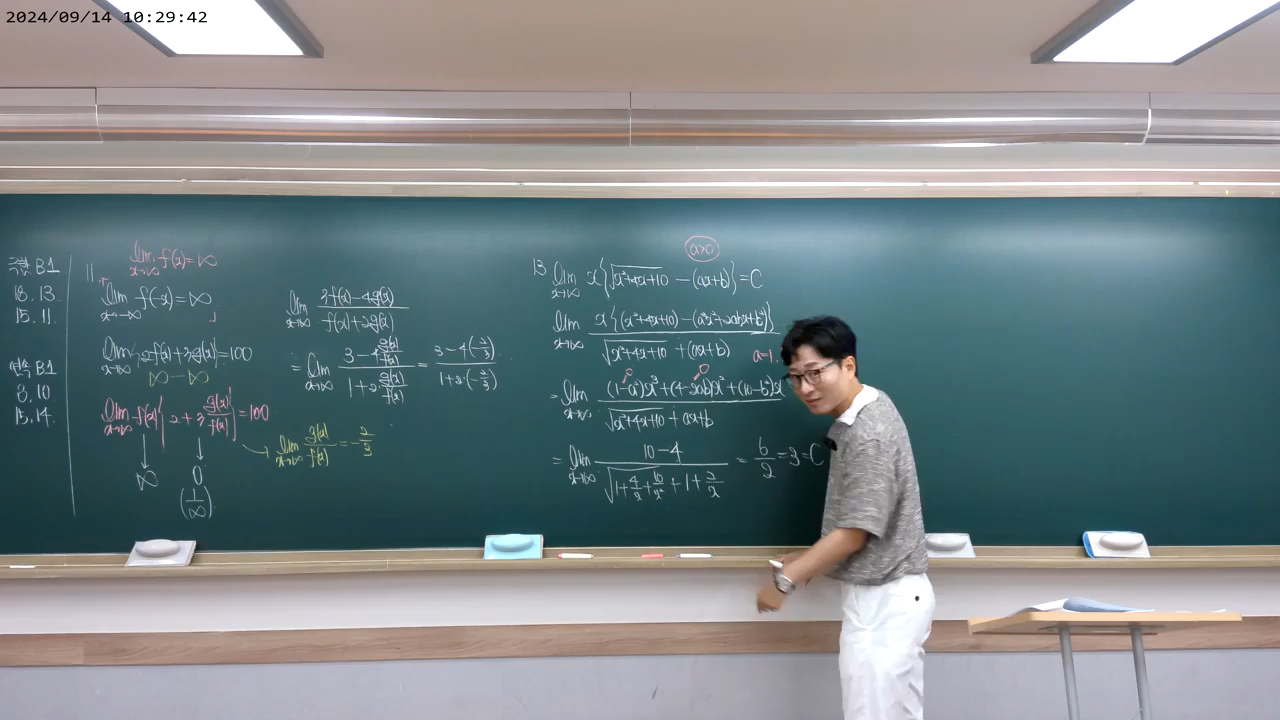 2024/09/14 10:29:42
B1
18. 13.
15. 11.
B1
8. 10
15, 14.
11
lim x→∞ f(x)=∞
「lim x→-∞ f(-x)=∞」
lim x→∞ {2f(x)+3g(x)}=100
∞ - ∞
lim x→∞ f(x){2+3 g(x)/f(x)}=100
↓ ↓
∞ 0
(1/∞)
→ lim x→∞ g(x)/f(x) = -2/3
lim x→∞ (3f(x)-4g(x))/(f(x)+2g(x))
= lim x→∞ (3-4 g(x)/f(x))/(1+2 g(x)/f(x)) = (3-4(-2/3))/(1+2·(-2/3))
a>0
13 lim x→∞ x{√(x²+4x+10) -(ax+b)}=C
lim x→∞ x{(x²+4x+10)-(a²x²+2abx+b²)}/(√(x²+4x+10) +(ax+b))
a=1.
= lim x→∞ ((1-a²)x³+(4-2ab)x²+(10-b²)x)/(√(x²+4x+10) + ax+b)
0 0
= lim x→∞ (10-4)/(√(1+4/x+10/x²) +1+2/x) = 6/2 =3=C